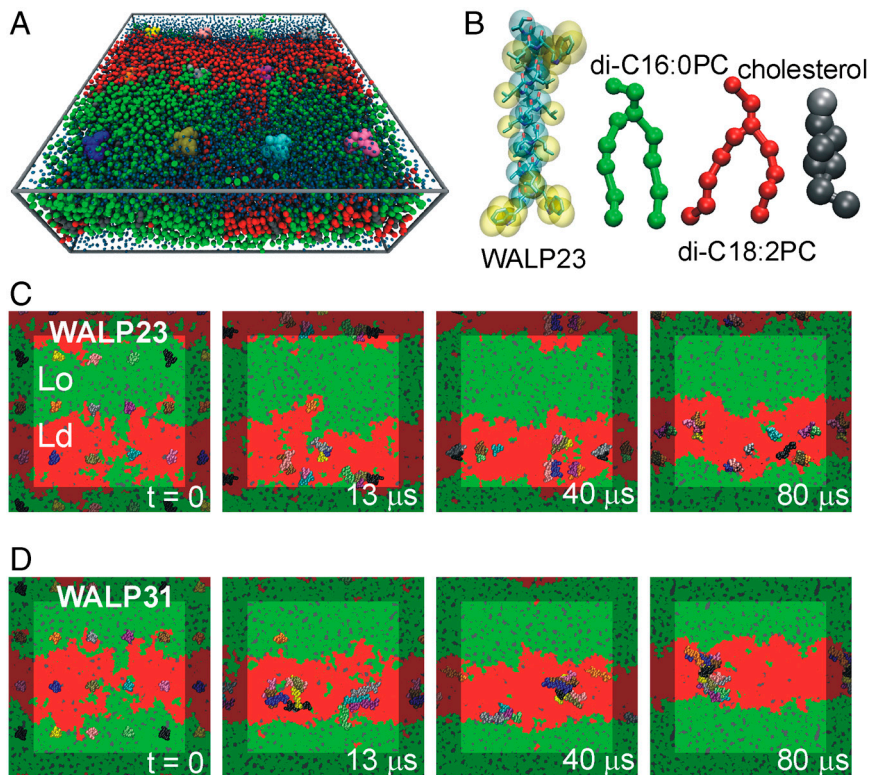 A
B
di-C16:0PC
cholesterol
WALP23
di-C18:2PC
C
WALP23
Lo
Ld
t = 0
13 μs
40 μs
80 μs
D
WALP31
t = 0
13 μs
40 μs
80 μs